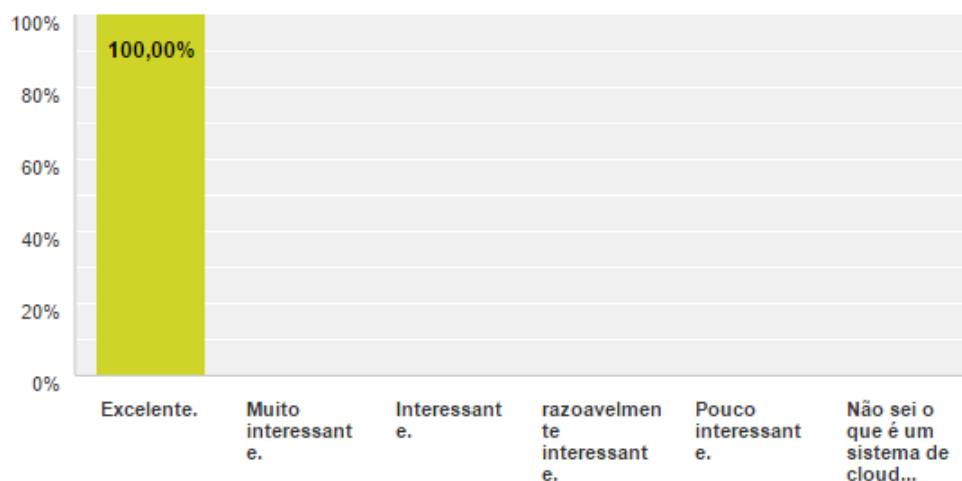 100%
100,00%
80%
60%
40%
20%
0%
Excelente.
Muito
interessant
e.
Interessant
e.
razoavelmen
te
interessant
e.
Pouco
interessant
e.
Não sei o
que é um
sistema de
cloud...